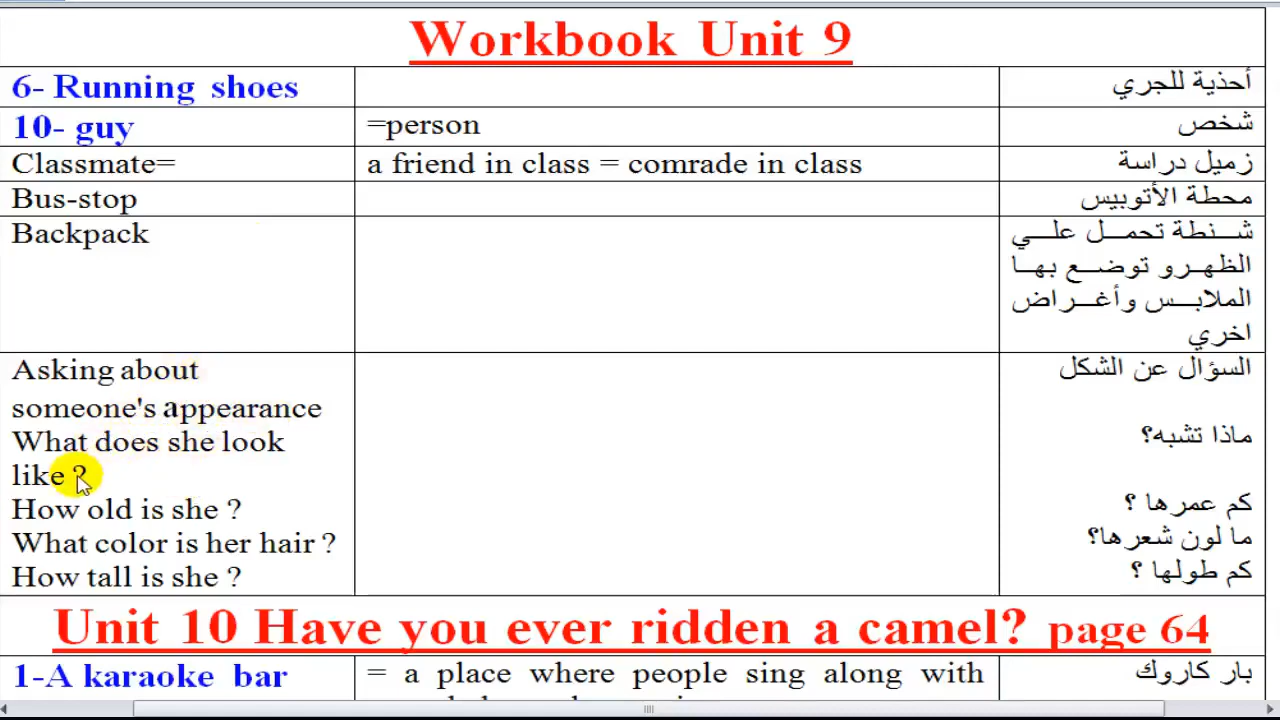 Workbook Unit 9
6- Running shoes
أحذية للجري
10- guy
=person
شخص
Classmate=
a friend in class = comrade in class
زميل دراسة
Bus-stop
محطة الأتوبيس
Backpack
شنطة تحمل علي
الظهرو توضع بها
الملابس وأغراض
اخري
Asking about
someone's appearance
What does she look
like ?
How old is she ?
What color is her hair ?
How tall is she ?
السؤال عن الشكل
ماذا تشبه؟
كم عمرها ؟
ما لون شعرها؟
كم طولها ؟
Unit 10 Have you ever ridden a camel? page 64
1-A karaoke bar
= a place where people sing along with
بار كاروك